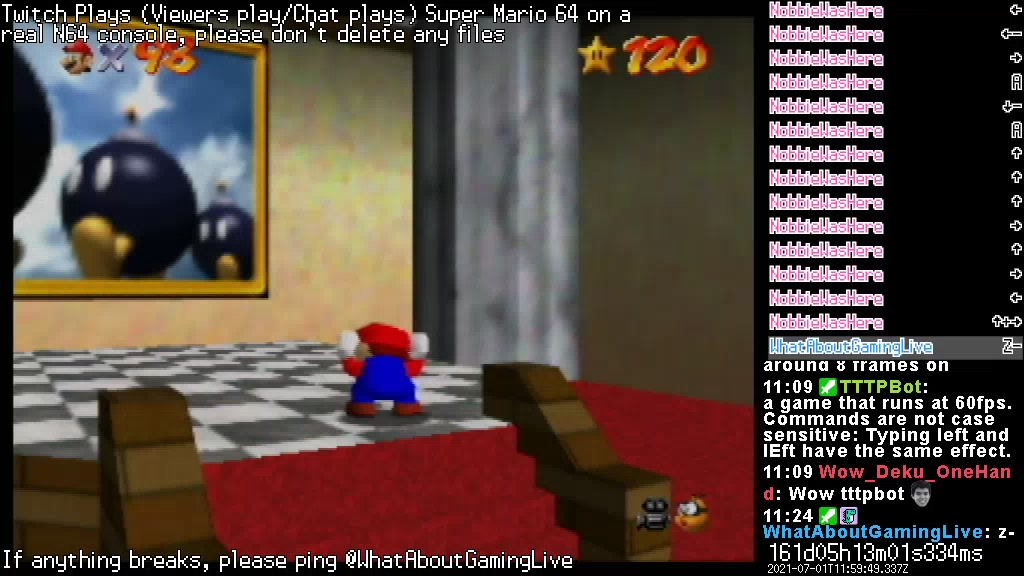 Twitch Plays (Viewers play/Chat plays) Super Mario 64 on a
real N64 console, please don't delete any files
x 98
120
NobbieWasHere ←
NobbieWasHere ←-
NobbieWasHere →
NobbieWasHere A
NobbieWasHere
NobbieWasHere A
NobbieWasHere ↑
NobbieWasHere ↑
NobbieWasHere ↑
NobbieWasHere →
NobbieWasHere ↑
NobbieWasHere →
NobbieWasHere ←
NobbieWasHere
WhatAboutGamingLive Z-
around 8 frames on
11:09 TTTPBot:
a game that runs at 60fps.
Commands are not case
sensitive: Typing left and
lEft have the same effect.
11:09 Wow_Deku_OneHan
d: Wow tttpbot
11:24
WhatAboutGamingLive: z-
161d05h13m01s334ms
2021-07-01T11:59:49.337Z
If anything breaks, please ping @WhatAboutGamingLive